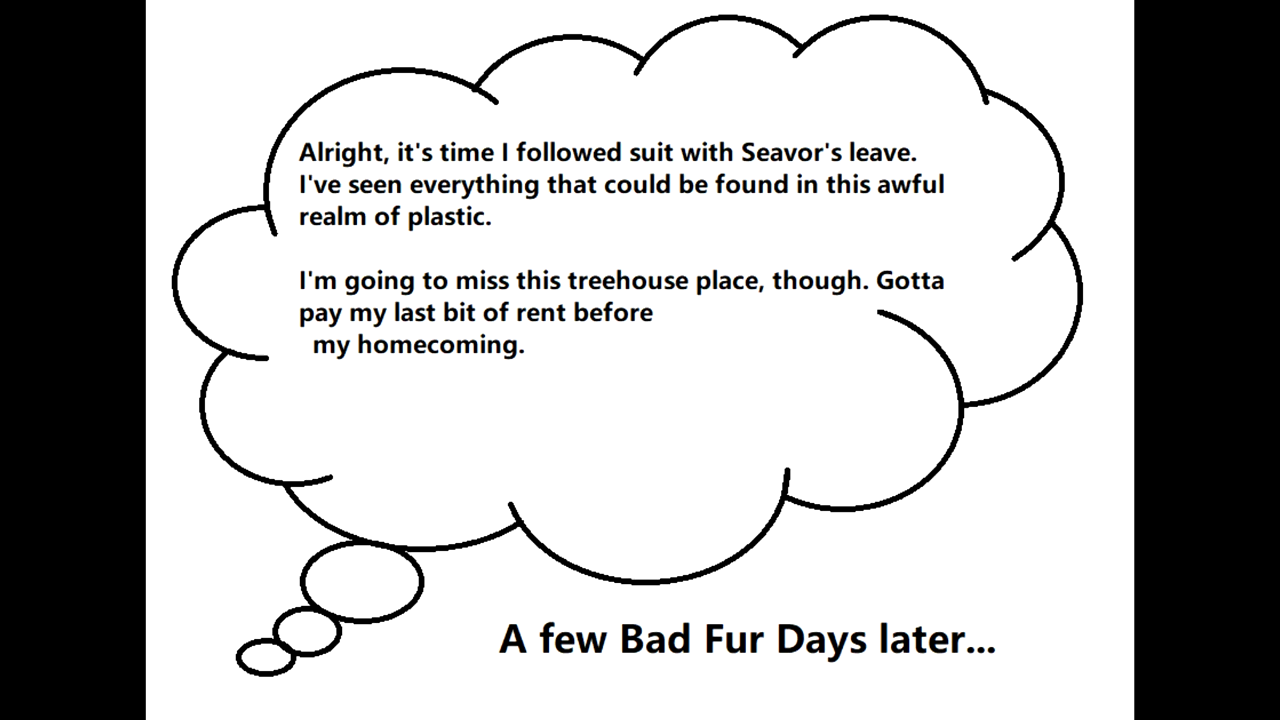 Alright, it's time I followed suit with Seavor's leave.
I've seen everything that could be found in this awful
realm of plastic.
I'm going to miss this treehouse place, though. Gotta
pay my last bit of rent before
my homecoming.
A few Bad Fur Days later...